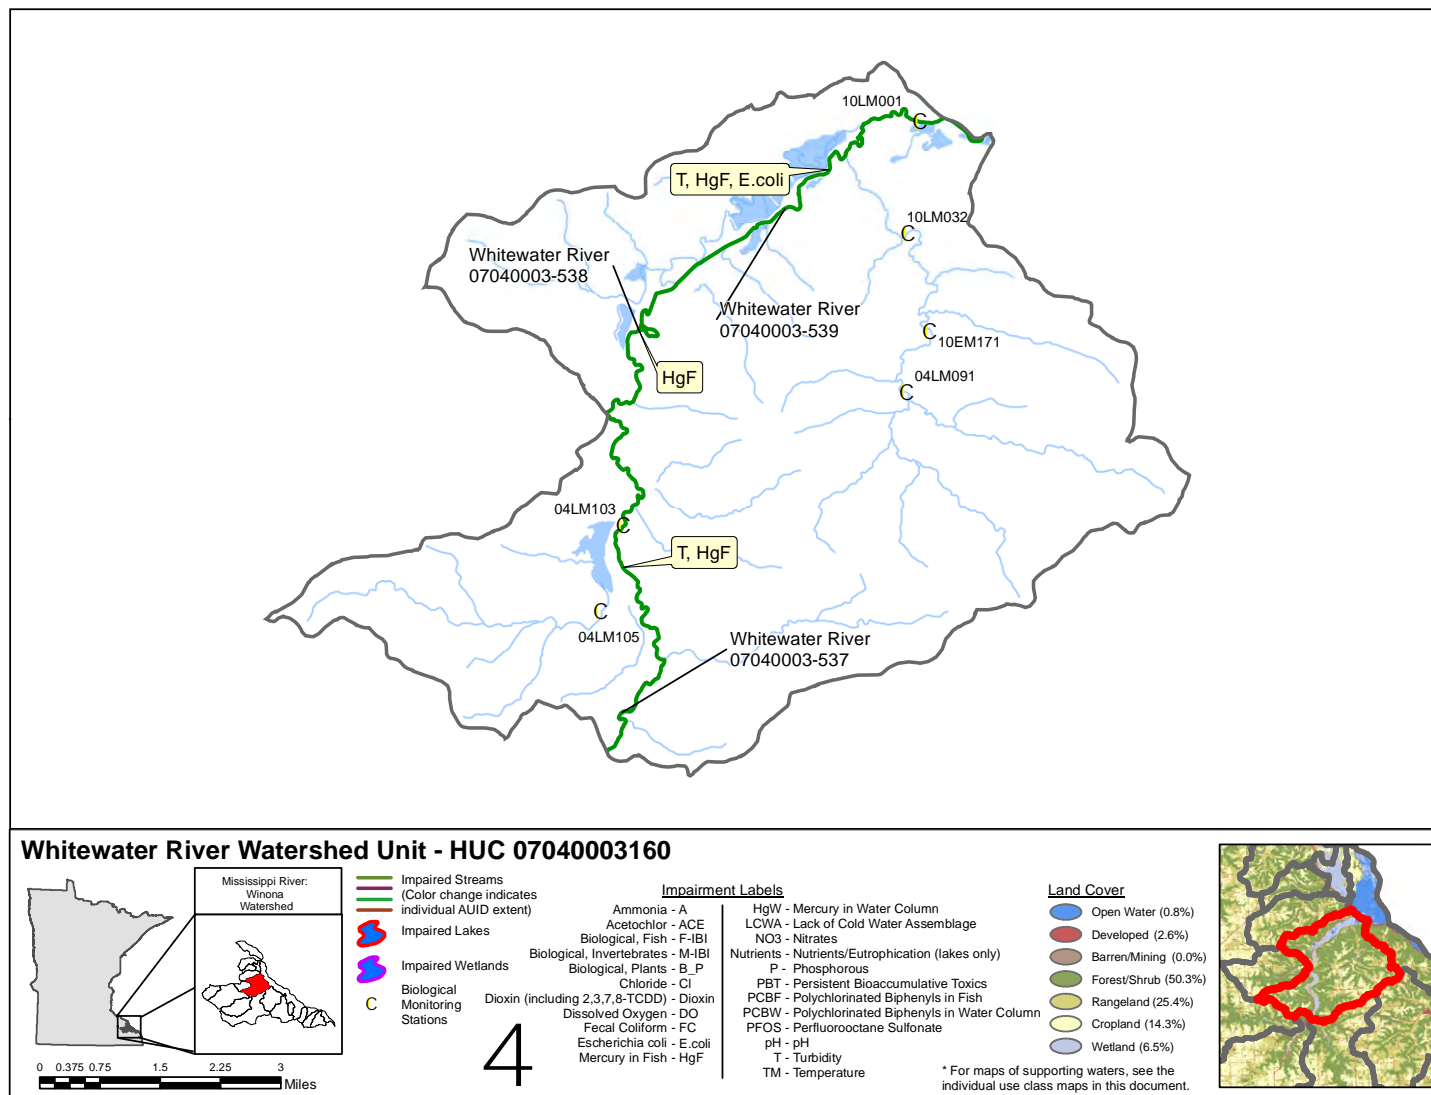 10LM001
T, HgF, E.coli
10LM032
Whitewater River
07040003-538
Whitewater River
07040003-539
10EM171
HgF
04LM091
04LM103
T, HgF
04LM105
Whitewater River
07040003-537
Whitewater River Watershed Unit - HUC 07040003160
Mississippi River:
Winona
Watershed
Impaired Streams
(Color change indicates
individual AUID extent)
Impaired Lakes
Impaired Wetlands
Biological
Monitoring
Stations
C
0 0.375 0.75 1.5 2.25 3
Miles
4
Impairment Labels
Ammonia - A
Acetochlor - ACE
Biological, Fish - F-IBI
Biological, Invertebrates - M-IBI
Biological, Plants - B_P
Chloride - Cl
Dioxin (including 2,3,7,8-TCDD) - Dioxin
Dissolved Oxygen - DO
Fecal Coliform - FC
Escherichia coli - E.coli
Mercury in Fish - HgF
HgW - Mercury in Water Column
LCWA - Lack of Cold Water Assemblage
NO3 - Nitrates
Nutrients - Nutrients/Eutrophication (lakes only)
P - Phosphorous
PBT - Persistent Bioaccumulative Toxics
PCBF - Polychlorinated Biphenyls in Fish
PCBW - Polychlorinated Biphenyls in Water Column
PFOS - Perfluorooctane Sulfonate
pH - pH
T - Turbidity
TM - Temperature
Land Cover
Open Water (0.8%)
Developed (2.6%)
Barren/Mining (0.0%)
Forest/Shrub (50.3%)
Rangeland (25.4%)
Cropland (14.3%)
Wetland (6.5%)
* For maps of supporting waters, see the
individual use class maps in this document.